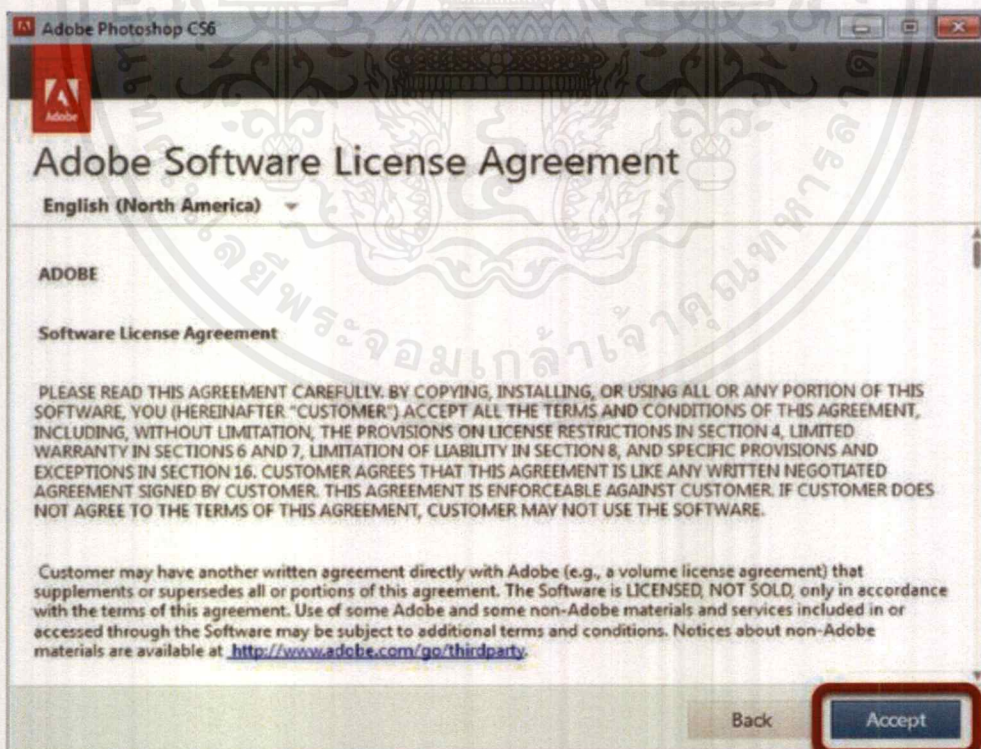 Adobe Photoshop CS6
Adobe
Adobe Software License Agreement
English (North America)
ADOBE
Software License Agreement
PLEASE READ THIS AGREEMENT CAREFULLY. BY COPYING, INSTALLING, OR USING ALL OR ANY PORTION OF THIS
SOFTWARE, YOU (HEREINAFTER "CUSTOMER") ACCEPT ALL THE TERMS AND CONDITIONS OF THIS AGREEMENT,
INCLUDING, WITHOUT LIMITATION, THE PROVISIONS ON LICENSE RESTRICTIONS IN SECTION 4, LIMITED
WARRANTY IN SECTIONS 6 AND 7, LIMITATION OF LIABILITY IN SECTION 8, AND SPECIFIC PROVISIONS AND
EXCEPTIONS IN SECTION 16. CUSTOMER AGREES THAT THIS AGREEMENT IS LIKE ANY WRITTEN NEGOTIATED
AGREEMENT SIGNED BY CUSTOMER. THIS AGREEMENT IS ENFORCEABLE AGAINST CUSTOMER. IF CUSTOMER DOES
NOT AGREE TO THE TERMS OF THIS AGREEMENT, CUSTOMER MAY NOT USE THE SOFTWARE.
Customer may have another written agreement directly with Adobe (e.g., a volume license agreement) that
supplements or supersedes all or portions of this agreement. The Software is LICENSED, NOT SOLD, only in accordance
with the terms of this agreement. Use of some Adobe and some non-Adobe materials and services included in or
accessed through the Software may be subject to additional terms and conditions. Notices about non-Adobe
materials are available at http://www.adobe.com/go/thirdparty.
Back
Accept